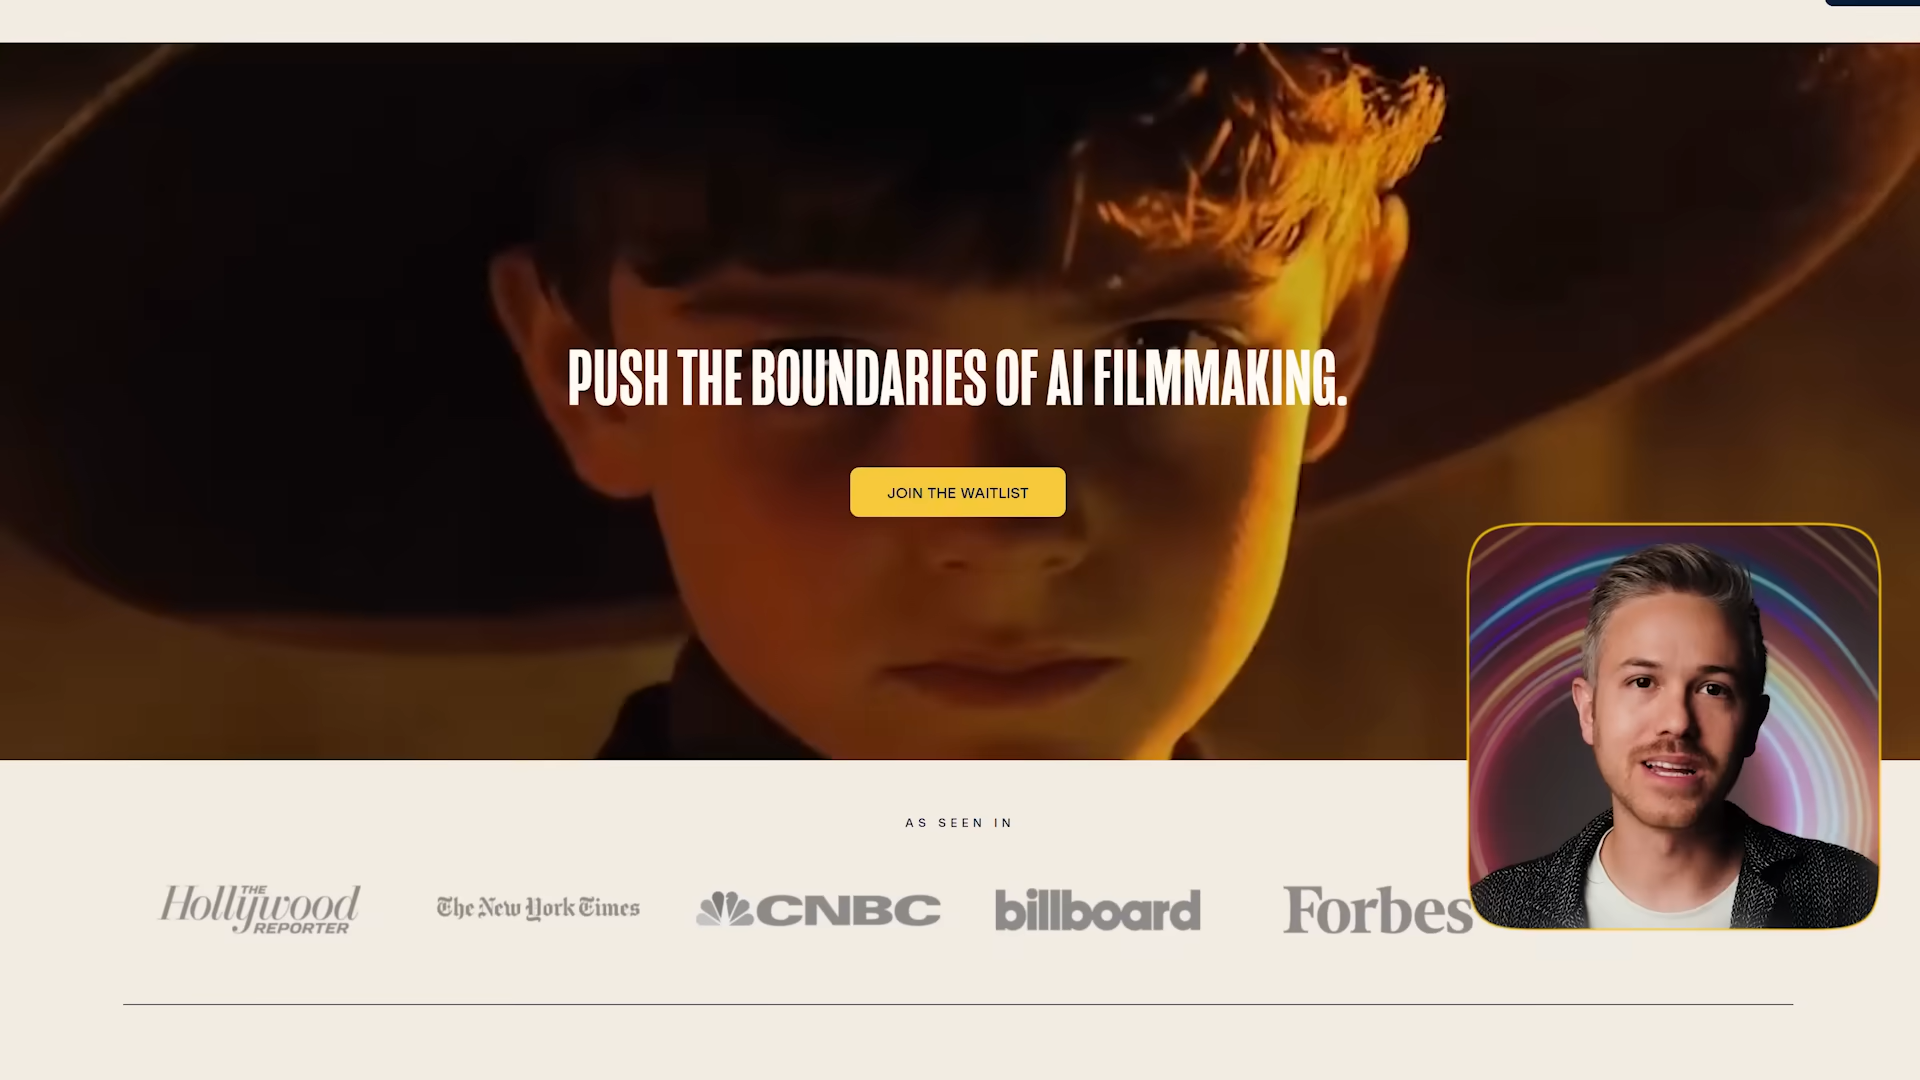 PUSH THE BOUNDARIES OF AI FILMMAKING.
JOIN THE WAITLIST
AS SEEN IN
The Hollywood REPORTER
The New York Times
CNBC
billboard
Forbes